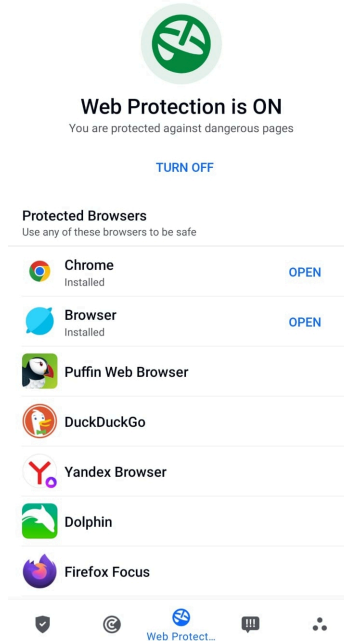 Web Protection is ON
You are protected against dangerous pages
TURN OFF
Protected Browsers
Use any of these browsers to be safe
Chrome
Installed
OPEN
Browser
Installed
OPEN
Puffin Web Browser
DuckDuckGo
Yandex Browser
Dolphin
Firefox Focus
Web Protect...